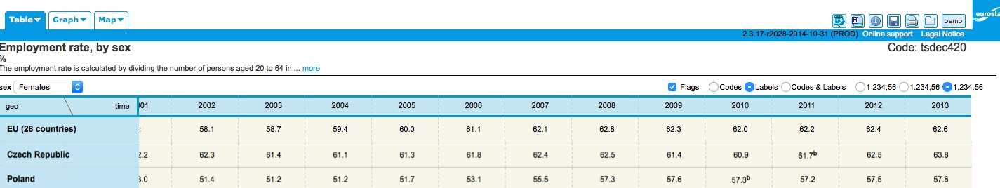 Table Graph Map
DEMO
eurosta
2.3.17-r2028-2014-10-31 (PROD) Online support Legal Notice
Employment rate, by sex Code: tsdec420
%
The employment rate is calculated by dividing the number of persons aged 20 to 64 in ... more
sex Females Flags Codes Labels Codes & Labels 1 234,56 1.234,56 1,234.56
geo time 001 2002 2003 2004 2005 2006 2007 2008 2009 2010 2011 2012 2013
EU (28 countries) : 58.1 58.7 59.4 60.0 61.1 62.1 62.8 62.3 62.0 62.2 62.4 62.6
Czech Republic 2.2 62.3 61.4 61.1 61.3 61.8 62.4 62.5 61.4 60.9 61.7b 62.5 63.8
Poland 3.0 51.4 51.2 51.2 51.7 53.1 55.5 57.3 57.6 57.3b 57.2 57.5 57.6